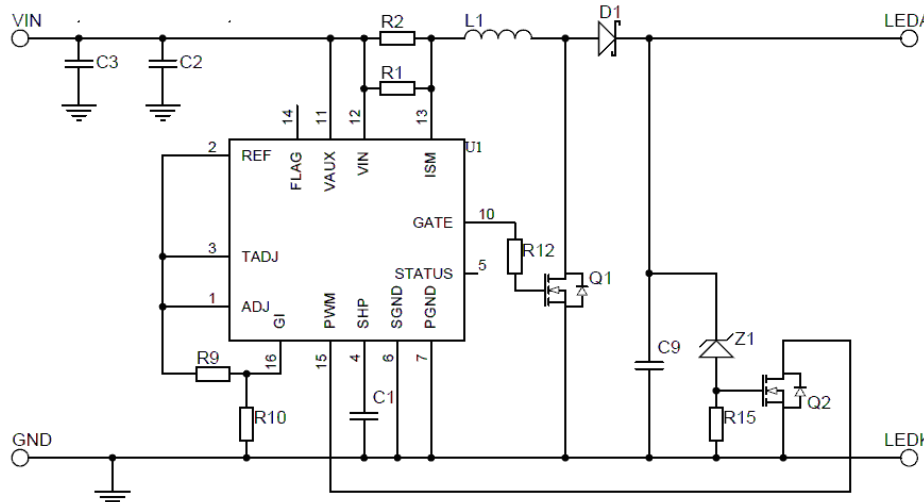 VIN
R2
L1
D1
LEDA
C3
C2
R1
14
11
12
13
U1
2
REF
FLAG
VAUX
VIN
ISM
GATE
10
R12
3
TADJ
STATUS
5
Q1
1
ADJ
GI
PWM
SHP
SGND
PGND
C9
Z1
R9
16
15
4
6
7
C1
R10
R15
Q2
GND
LEDK